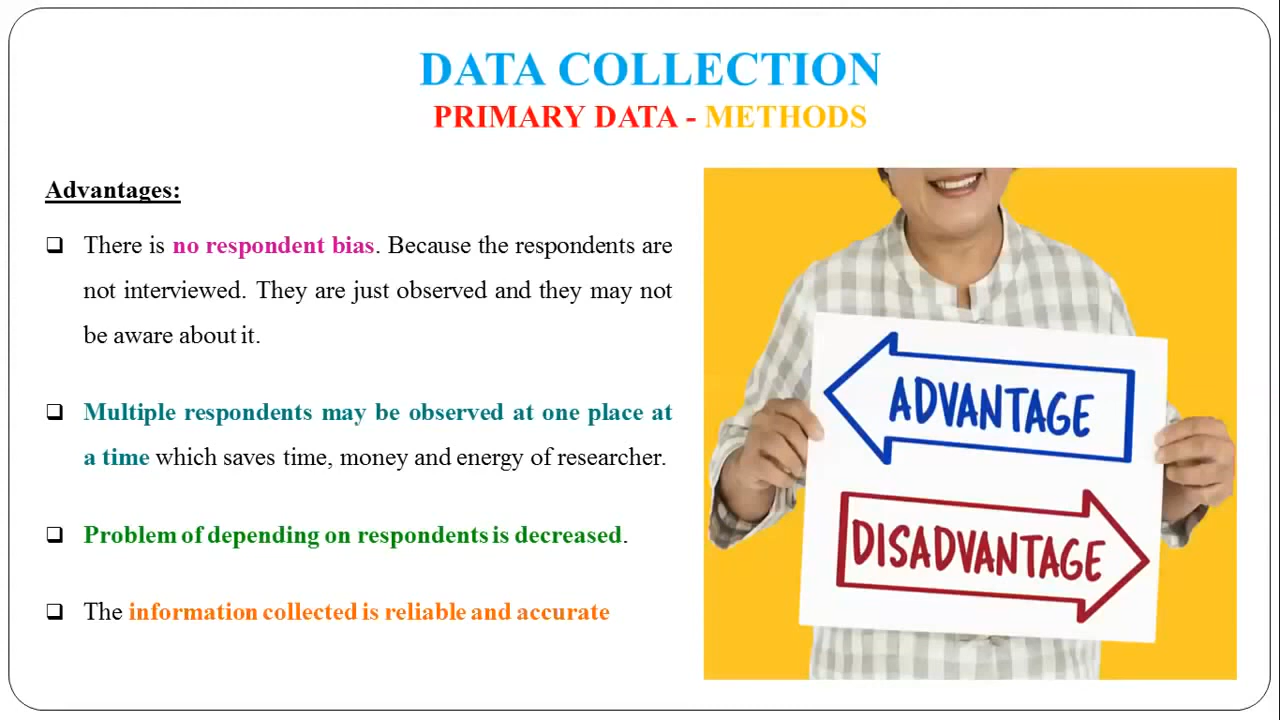 DATA COLLECTION
PRIMARY DATA - METHODS
Advantages:
There is no respondent bias. Because the respondents are
not interviewed. They are just observed and they may not
be aware about it.
Multiple respondents may be observed at one place at
a time which saves time, money and energy of researcher.
Problem of depending on respondents is decreased.
The information collected is reliable and accurate
ADVANTAGE
DISADVANTAGE